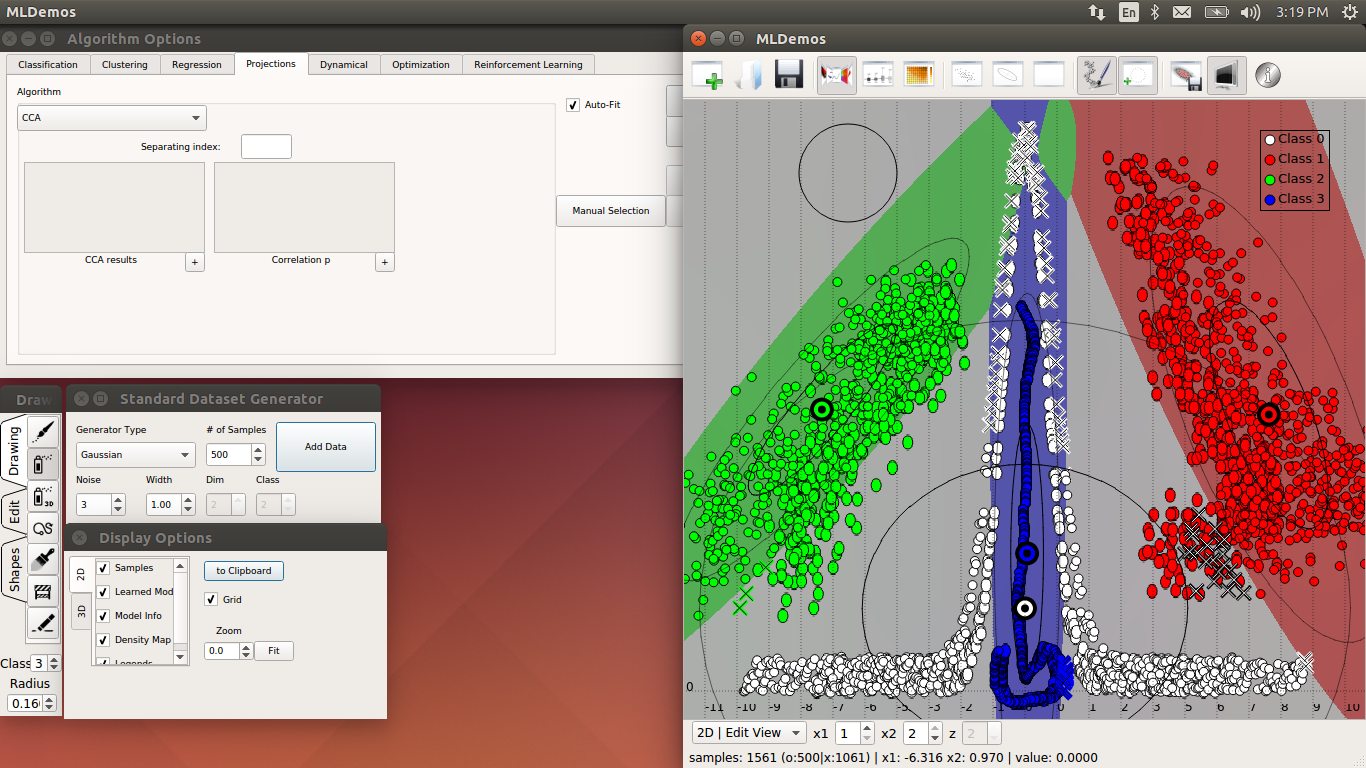 MLDemos
En
3:19 PM
Algorithm Options
Classification Clustering Regression Projections Dynamical Optimization Reinforcement Learning
Algorithm
CCA
Auto-Fit
Separating index:
Manual Selection
CCA results +
Correlation p +
Draw
Drawing
Edit
Shapes
3D
Class 3
Radius
0.16
Standard Dataset Generator
Generator Type # of Samples
Gaussian 500 Add Data
Noise Width Dim Class
3 1.00 2 2
Display Options
2D
3D
Samples
Learned Mod
Model Info
Density Map
Legends
to Clipboard
Grid
Zoom
0.0 Fit
MLDemos
Class 0
Class 1
Class 2
Class 3
0
-11 -10 -9 -8 -7 -6 -5 -4 -3 -2 -1 0 1 2 3 4 5 6 7 8 9 10
2D | Edit View x1 1 x2 2 z 2
samples: 1561 (o:500|x:1061) | x1: -6.316 x2: 0.970 | value: 0.0000